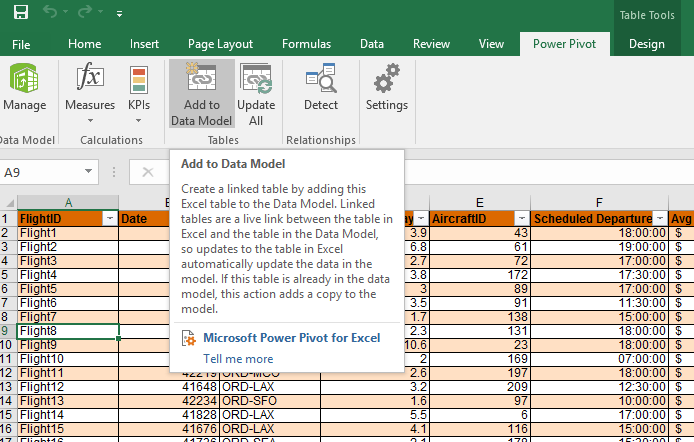 Table Tools
File Home Insert Page Layout Formulas Data Review View Power Pivot Design
Manage Measures KPIs Add to Data Model Update All Detect Settings
Data Model Calculations Tables Relationships
A9
Add to Data Model
Create a linked table by adding this
Excel table to the Data Model. Linked
tables are a live link between the table in
Excel and the table in the Data Model,
so updates to the table in Excel
automatically update the data in the
model. If this table is already in the data
model, this action adds a copy to the
model.
Microsoft Power Pivot for Excel
Tell me more
A E F
1 FlightID Date AircraftID Scheduled Departure Avg
2 Flight1 3.9 43 18:00:00 $
3 Flight2 6.8 61 19:00:00 $
4 Flight3 2.7 72 17:00:00 $
5 Flight4 3.8 172 17:30:00 $
6 Flight5 3 89 17:00:00 $
7 Flight6 3.5 91 11:30:00 $
8 Flight7 1.7 138 15:00:00 $
9 Flight8 2.3 131 18:00:00 $
10 Flight9 10.6 23 18:00:00 $
11 Flight10 2 169 07:00:00 $
12 Flight11 42219 ORD-MCO 2.6 197 18:00:00 $
13 Flight12 41648 ORD-LAX 3.2 209 12:30:00 $
13 Flight13 42234 ORD-SFO 1.6 97 10:00:00 $
15 Flight14 41828 ORD-LAX 5.5 6 17:00:00 $
16 Flight15 41676 ORD-LAX 4.1 116 15:00:00 $